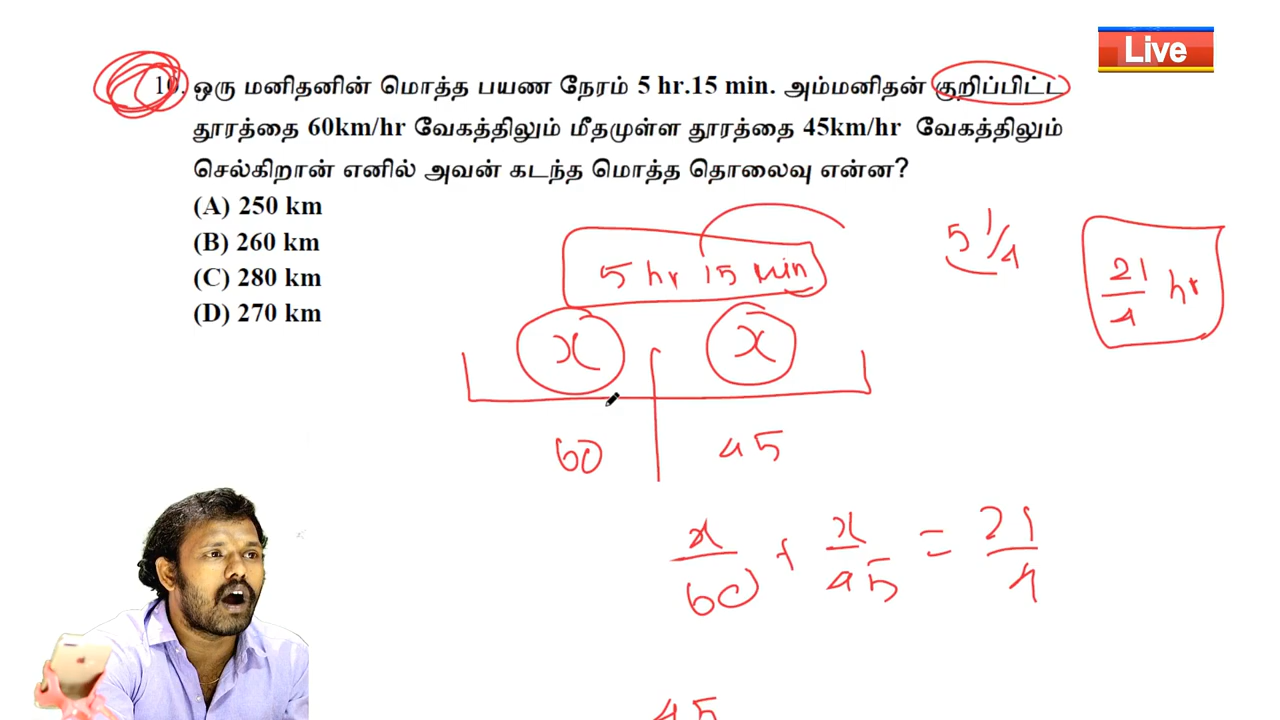 Live
10. ஒரு மனிதனின் மொத்த பயண நேரம் 5 hr.15 min. அம்மனிதன் குறிப்பிட்ட
தூரத்தை 60km/hr வேகத்திலும் மீதமுள்ள தூரத்தை 45km/hr வேகத்திலும்
செல்கிறான் எனில் அவன் கடந்த மொத்த தொலைவு என்ன?
(A) 250 km
(B) 260 km
(C) 280 km
(D) 270 km
5 hr 15 min
5 1/4
21/4 hr
x x
60 45
x/60 + x/45 = 21/4
45